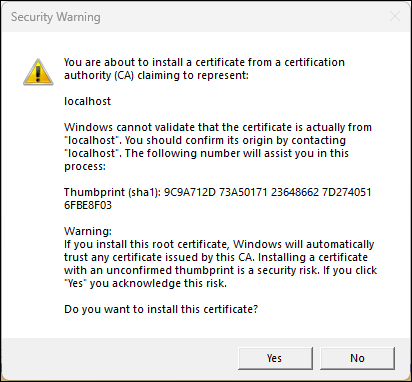 Security Warning
You are about to install a certificate from a certification
authority (CA) claiming to represent:
localhost
Windows cannot validate that the certificate is actually from
"localhost". You should confirm its origin by contacting
"localhost". The following number will assist you in this
process:
Thumbprint (sha1): 9C9A712D 73A50171 23648662 7D274051
6FBE8F03
Warning:
If you install this root certificate, Windows will automatically
trust any certificate issued by this CA. Installing a certificate
with an unconfirmed thumbprint is a security risk. If you click
"Yes" you acknowledge this risk.
Do you want to install this certificate?
Yes No